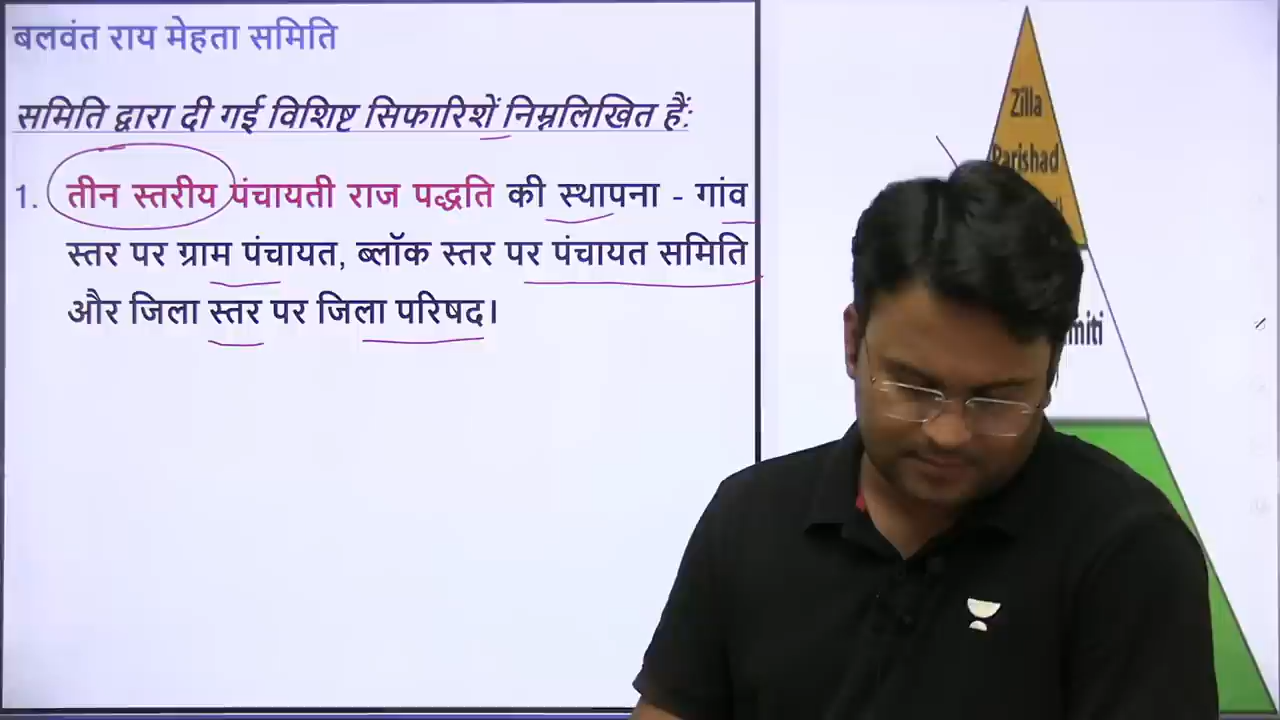 बलवंत राय मेहता समिति
समिति द्वारा दी गई विशिष्ट सिफारिशें निम्नलिखित हैं:
1. तीन स्तरीय पंचायती राज पद्धति की स्थापना - गांव
स्तर पर ग्राम पंचायत, ब्लॉक स्तर पर पंचायत समिति
और जिला स्तर पर जिला परिषद।
Zilla
Parishad